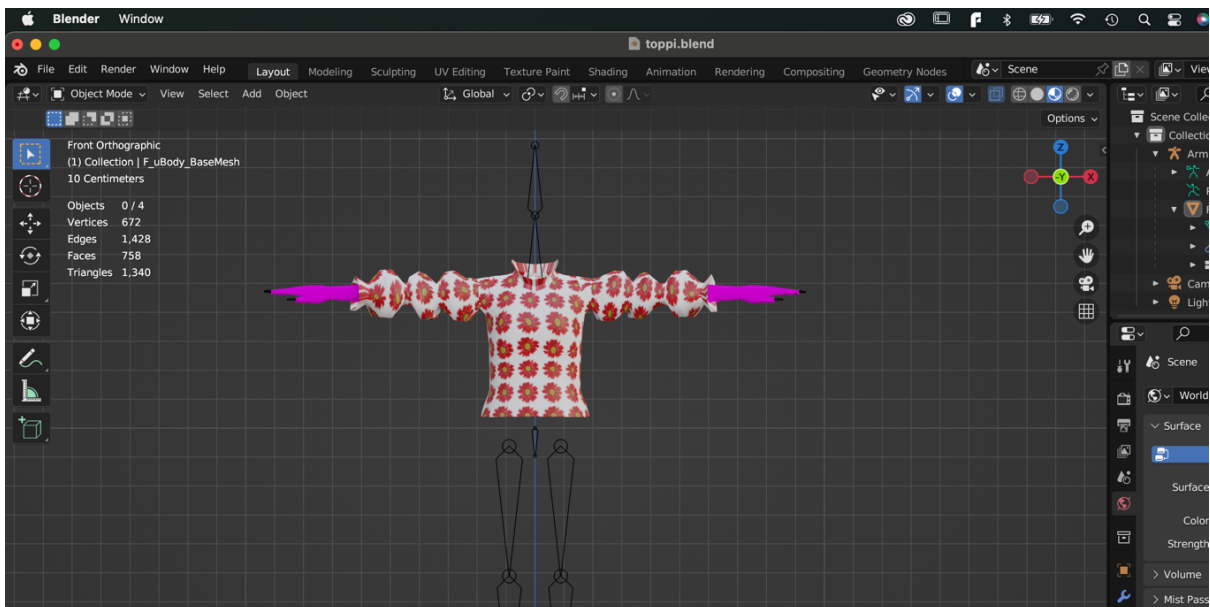 Blender Window
toppi.blend
File Edit Render Window Help Layout Modeling Sculpting UV Editing Texture Paint Shading Animation Rendering Compositing Geometry Nodes Scene View
Object Mode View Select Add Object Global
Options
Scene Colle
Collectio
Arm
Cam
Ligh
Front Orthographic
(1) Collection | F_uBody_BaseMesh
10 Centimeters
Objects 0 / 4
Vertices 672
Edges 1,428
Faces 758
Triangles 1,340
Z
-Y
X
Scene
World
Surface
Surface
Color
Strength
Volume
Mist Pass